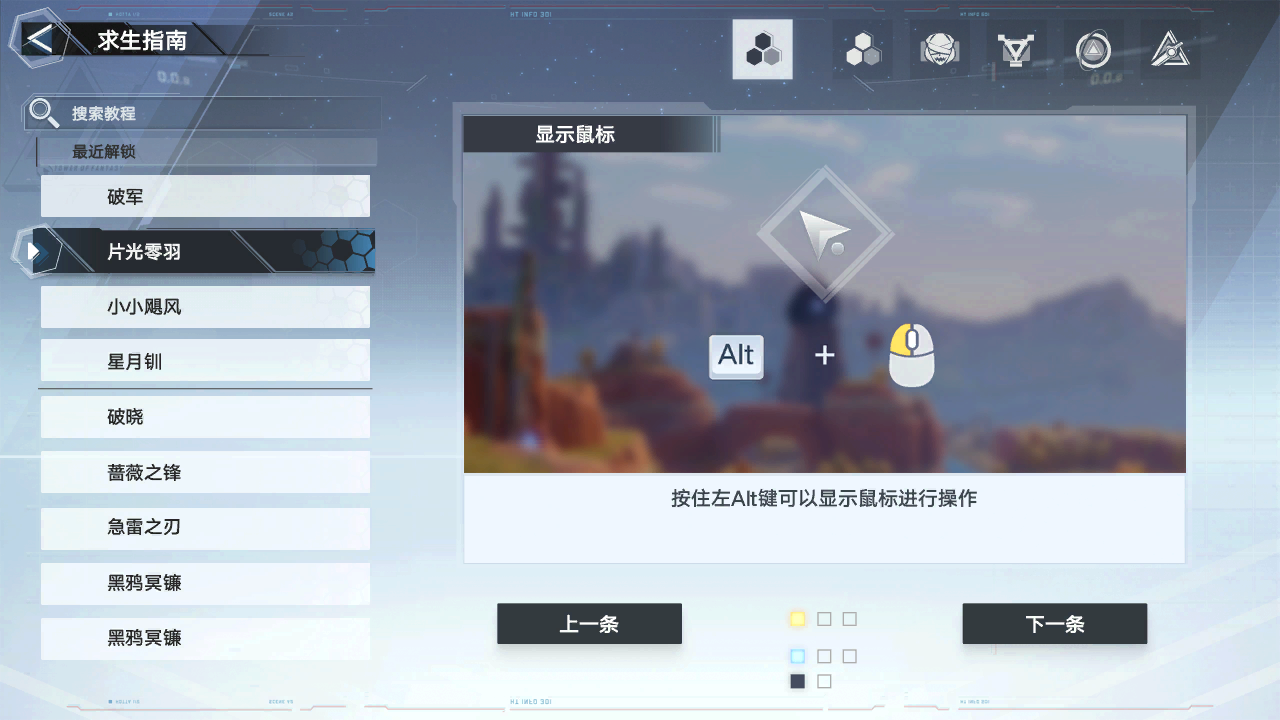 求生指南
搜索教程
最近解锁
破军
片光零羽
小小飓风
星月钏
破晓
蔷薇之锋
急雷之刃
黑鸦冥镰
黑鸦冥镰
显示鼠标
Alt
+
按住左Alt键可以显示鼠标进行操作
上一条
下一条